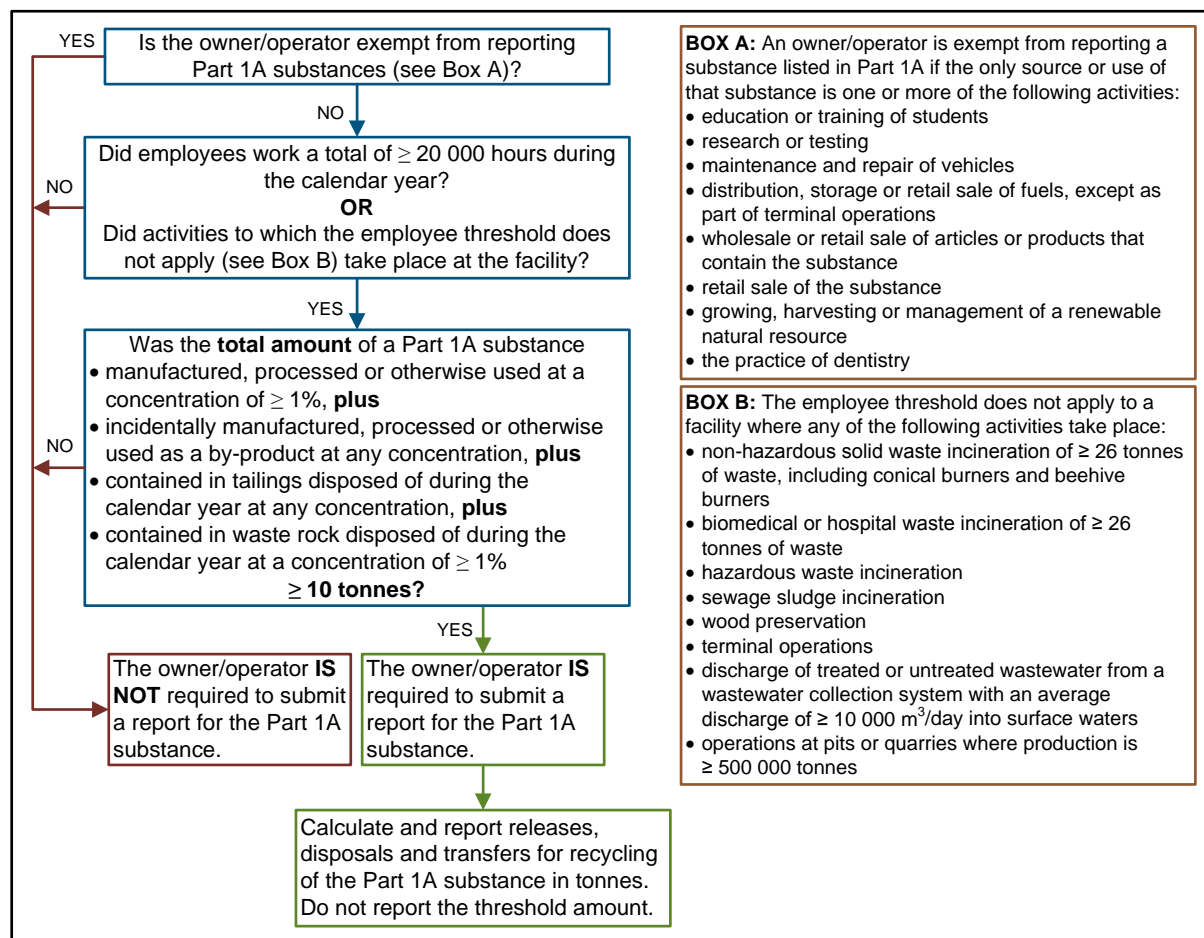 YES
Is the owner/operator exempt from reporting
Part 1A substances (see Box A)?
NO
Did employees work a total of ≥ 20 000 hours during
the calendar year?
OR
Did activities to which the employee threshold does
not apply (see Box B) take place at the facility?
NO
YES
Was the total amount of a Part 1A substance
• manufactured, processed or otherwise used at a
concentration of ≥ 1%, plus
• incidentally manufactured, processed or otherwise
used as a by-product at any concentration, plus
• contained in tailings disposed of during the
calendar year at any concentration, plus
• contained in waste rock disposed of during the
calendar year at a concentration of ≥ 1%
≥ 10 tonnes?
NO
YES
The owner/operator IS
NOT required to submit
a report for the Part 1A
substance.
The owner/operator IS
required to submit a
report for the Part 1A
substance.
Calculate and report releases,
disposals and transfers for recycling
of the Part 1A substance in tonnes.
Do not report the threshold amount.
BOX A: An owner/operator is exempt from reporting a
substance listed in Part 1A if the only source or use of
that substance is one or more of the following activities:
• education or training of students
• research or testing
• maintenance and repair of vehicles
• distribution, storage or retail sale of fuels, except as
part of terminal operations
• wholesale or retail sale of articles or products that
contain the substance
• retail sale of the substance
• growing, harvesting or management of a renewable
natural resource
• the practice of dentistry
BOX B: The employee threshold does not apply to a
facility where any of the following activities take place:
• non-hazardous solid waste incineration of ≥ 26 tonnes
of waste, including conical burners and beehive
burners
• biomedical or hospital waste incineration of ≥ 26
tonnes of waste
• hazardous waste incineration
• sewage sludge incineration
• wood preservation
• terminal operations
• discharge of treated or untreated wastewater from a
wastewater collection system with an average
discharge of ≥ 10 000 m³/day into surface waters
• operations at pits or quarries where production is
≥ 500 000 tonnes